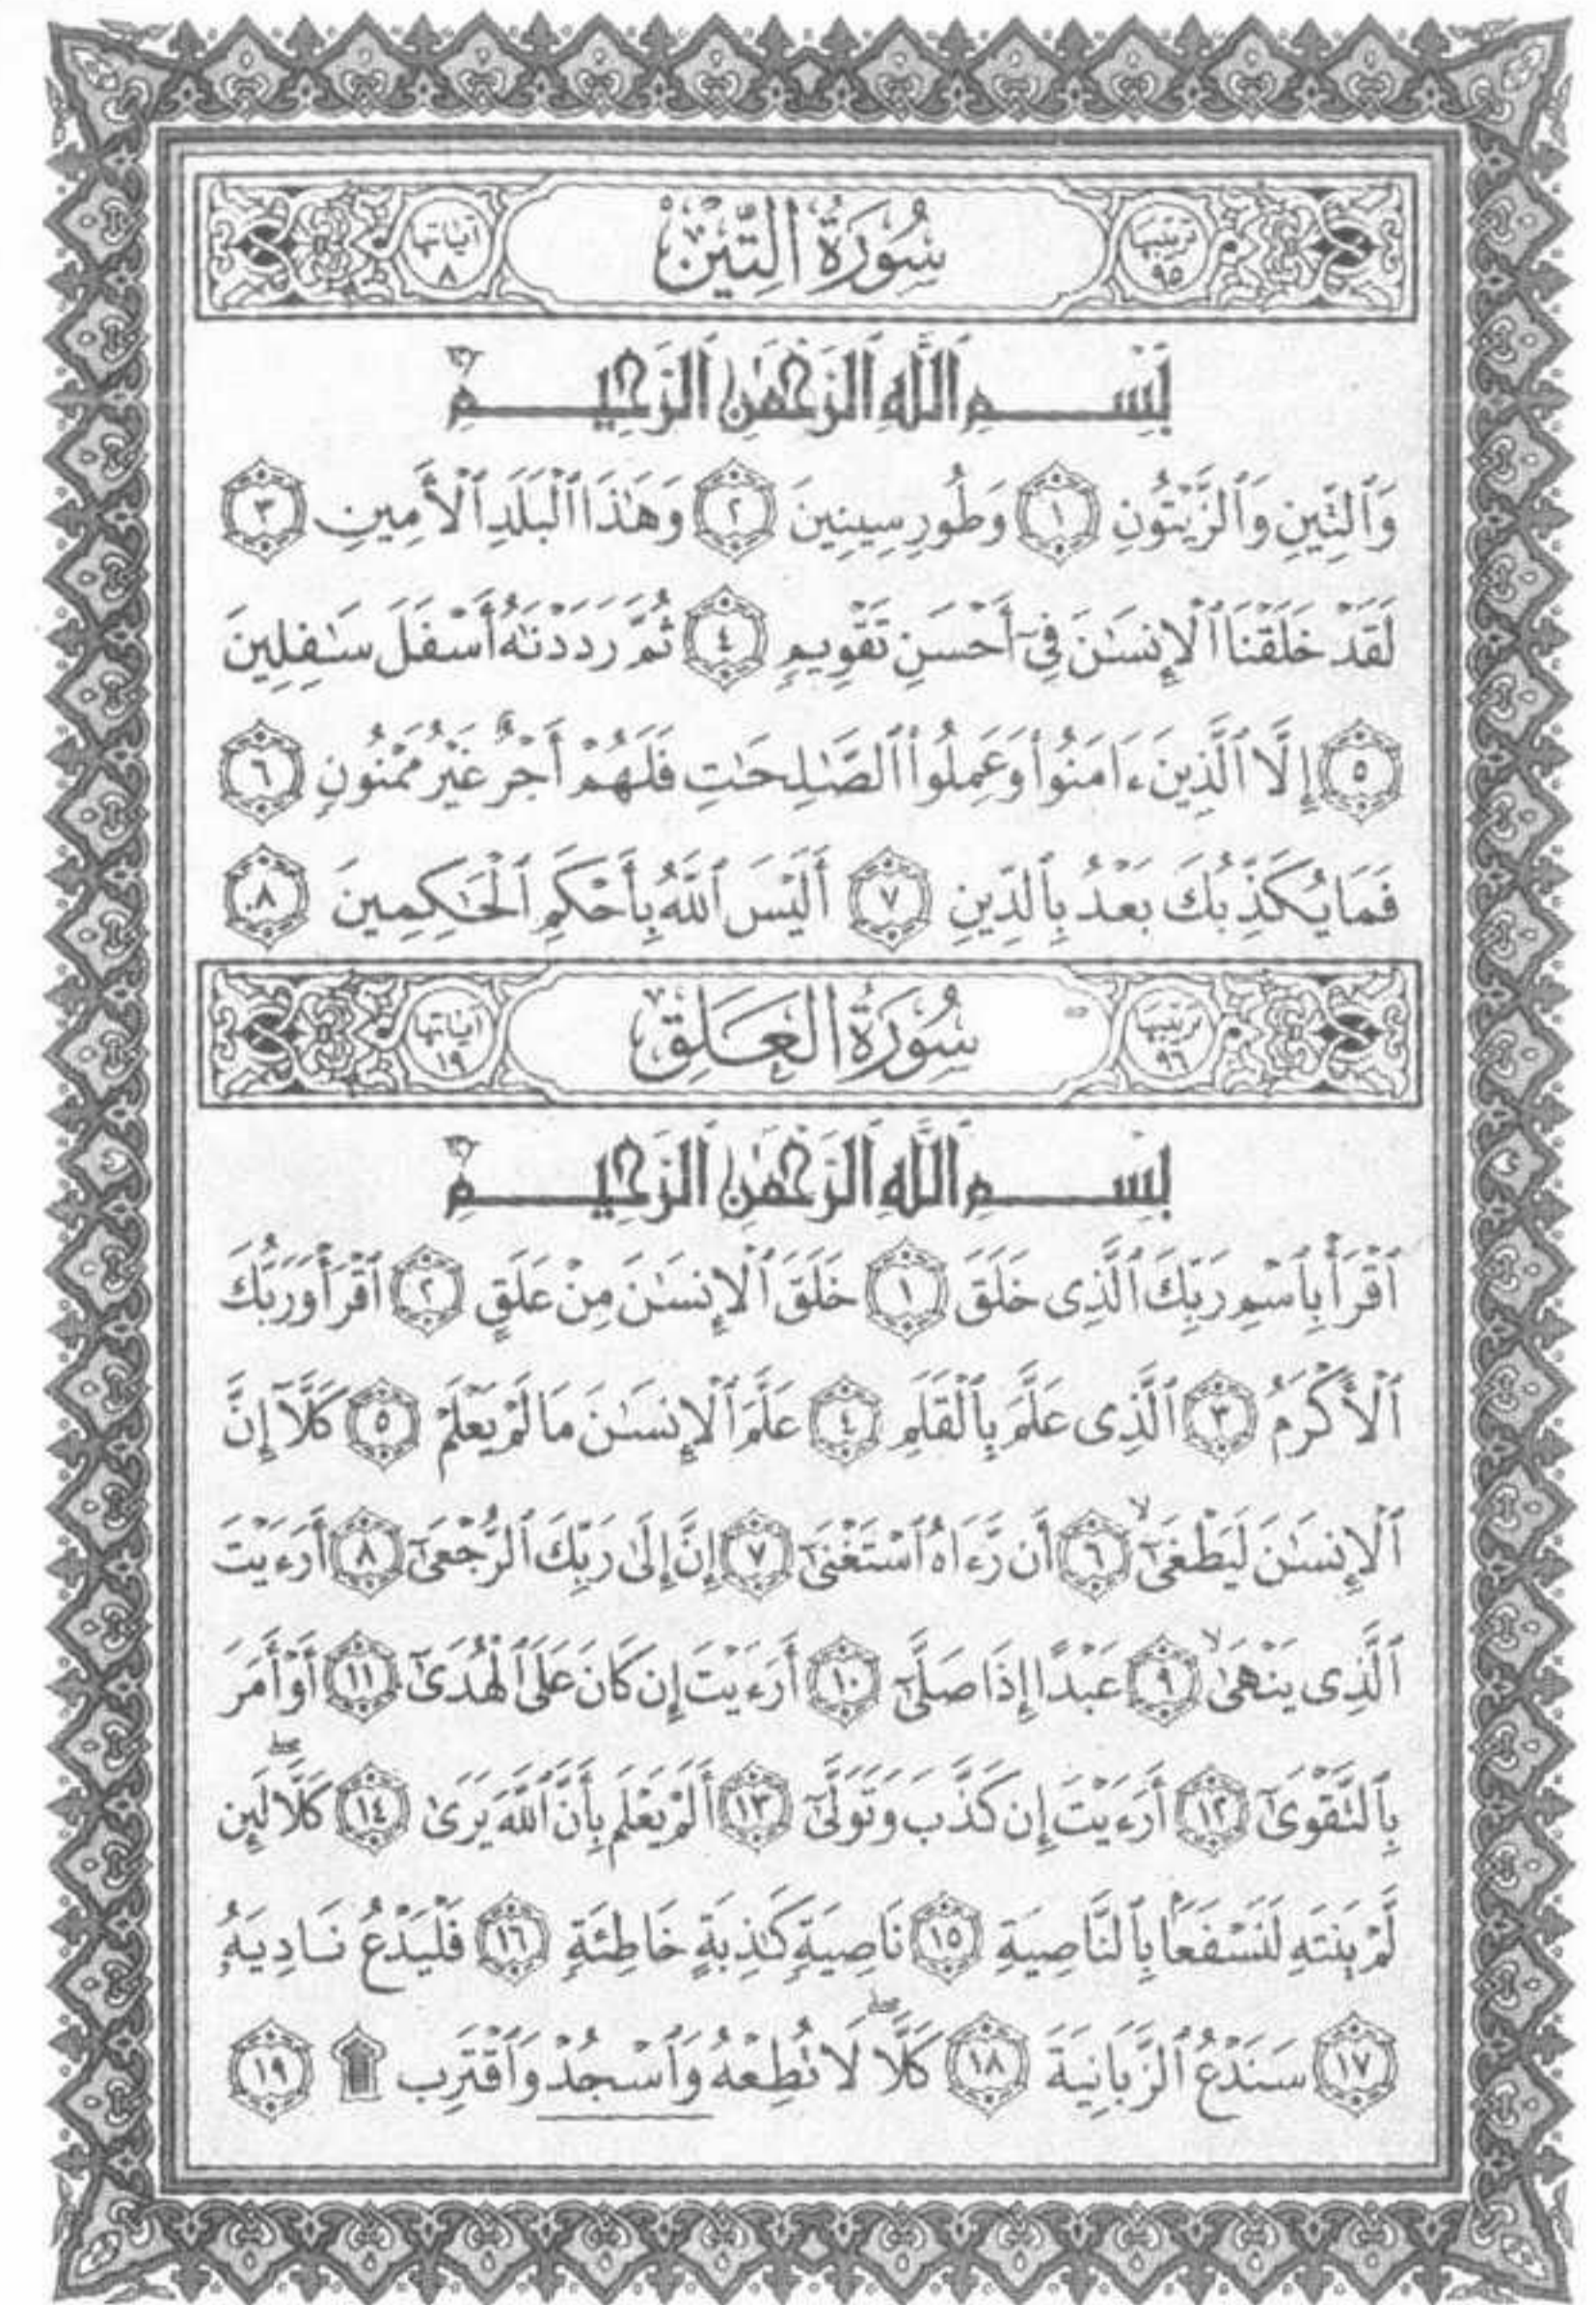 ترتيبها ٩٥ سُورَةُ التِّينِ آياتها ٨
بِسْمِ ٱللَّهِ ٱلرَّحْمَٰنِ ٱلرَّحِيمِ
وَٱلتِّينِ وَٱلزَّيْتُونِ ١ وَطُورِ سِينِينَ ٢ وَهَٰذَا ٱلْبَلَدِ ٱلْأَمِينِ ٣
لَقَدْ خَلَقْنَا ٱلْإِنسَٰنَ فِىٓ أَحْسَنِ تَقْوِيمٍ ٤ ثُمَّ رَدَدْنَٰهُ أَسْفَلَ سَٰفِلِينَ
٥ إِلَّا ٱلَّذِينَ ءَامَنُوا۟ وَعَمِلُوا۟ ٱلصَّٰلِحَٰتِ فَلَهُمْ أَجْرٌ غَيْرُ مَمْنُونٍ ٦
فَمَا يُكَذِّبُكَ بَعْدُ بِٱلدِّينِ ٧ أَلَيْسَ ٱللَّهُ بِأَحْكَمِ ٱلْحَٰكِمِينَ ٨
ترتيبها ٩٦ سُورَةُ العَلَقِ آياتها ١٩
بِسْمِ ٱللَّهِ ٱلرَّحْمَٰنِ ٱلرَّحِيمِ
ٱقْرَأْ بِٱسْمِ رَبِّكَ ٱلَّذِى خَلَقَ ١ خَلَقَ ٱلْإِنسَٰنَ مِنْ عَلَقٍ ٢ ٱقْرَأْ وَرَبُّكَ
ٱلْأَكْرَمُ ٣ ٱلَّذِى عَلَّمَ بِٱلْقَلَمِ ٤ عَلَّمَ ٱلْإِنسَٰنَ مَا لَمْ يَعْلَمْ ٥ كَلَّآ إِنَّ
ٱلْإِنسَٰنَ لَيَطْغَىٰٓ ۙ ٦ أَن رَّءَاهُ ٱسْتَغْنَىٰٓ ٧ إِنَّ إِلَىٰ رَبِّكَ ٱلرُّجْعَىٰٓ ٨ أَرَءَيْتَ
ٱلَّذِى يَنْهَىٰ ۙ ٩ عَبْدًا إِذَا صَلَّىٰٓ ١٠ أَرَءَيْتَ إِن كَانَ عَلَى ٱلْهُدَىٰٓ ١١ أَوْ أَمَرَ
بِٱلتَّقْوَىٰٓ ١٢ أَرَءَيْتَ إِن كَذَّبَ وَتَوَلَّىٰٓ ١٣ أَلَمْ يَعْلَم بِأَنَّ ٱللَّهَ يَرَىٰ ١٤ كَلَّا ۖ لَئِن
لَّمْ يَنتَهِ لَنَسْفَعًۢا بِٱلنَّاصِيَةِ ١٥ نَاصِيَةٍ كَٰذِبَةٍ خَاطِئَةٍ ١٦ فَلْيَدْعُ نَادِيَهُۥ
١٧ سَنَدْعُ ٱلزَّبَانِيَةَ ١٨ كَلَّا ۖ لَا تُطِعْهُ وَٱسْجُدْ وَٱقْتَرِب ۩ ١٩